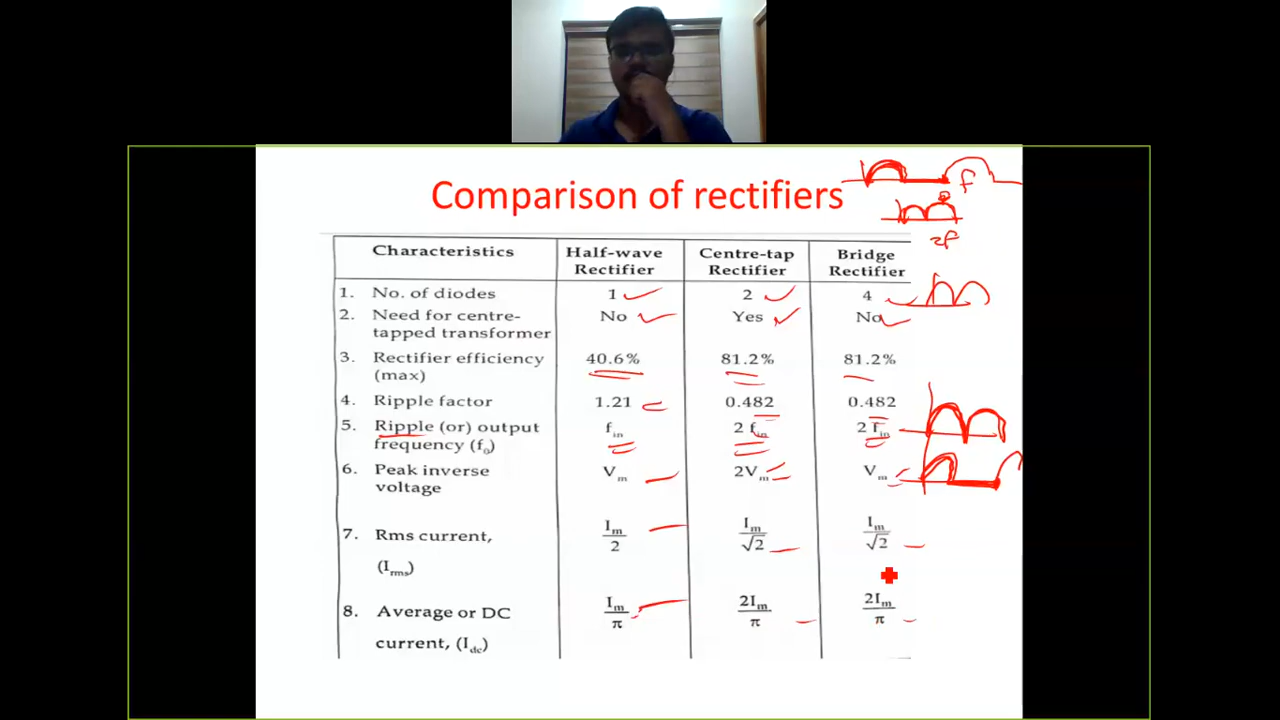 Comparison of rectifiers
f
2f
Characteristics Half-wave Rectifier Centre-tap Rectifier Bridge Rectifier
1. No. of diodes 1 2 4
2. Need for centre-tapped transformer No Yes No
3. Rectifier efficiency (max) 40.6% 81.2% 81.2%
4. Ripple factor 1.21 0.482 0.482
5. Ripple (or) output frequency (fo) fin 2 fin 2 fin
6. Peak inverse voltage Vm 2Vm Vm
7. Rms current, (Irms) Im/2 Im/√2 Im/√2
8. Average or DC current, (Idc) Im/π 2Im/π 2Im/π